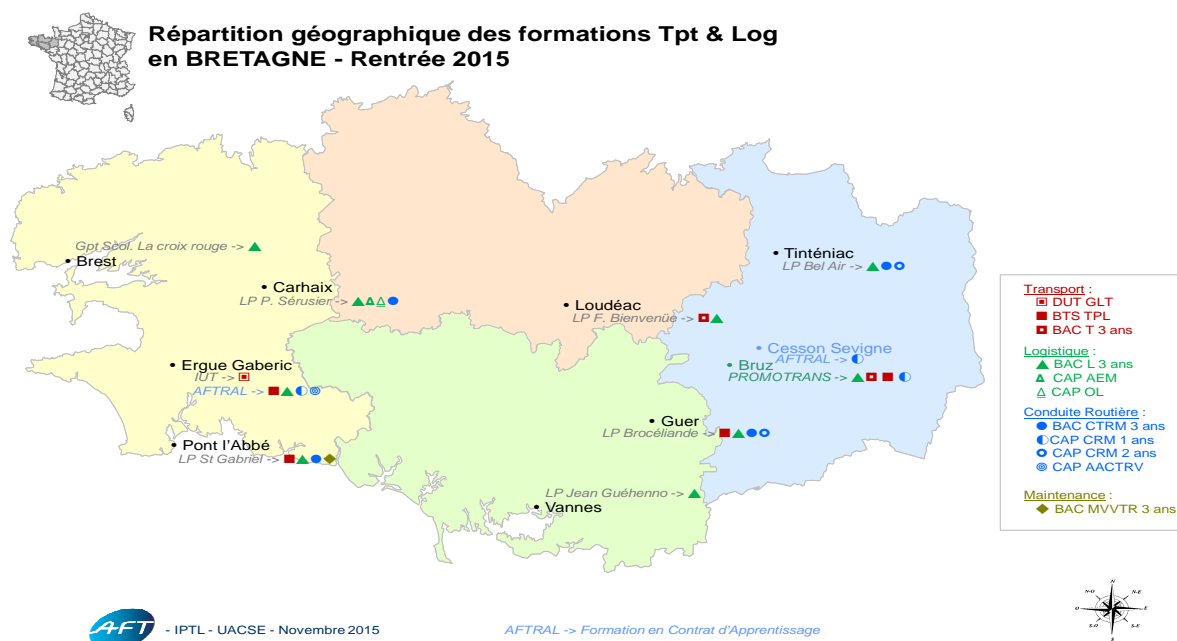 Répartition géographique des formations Tpt & Log
en BRETAGNE - Rentrée 2015
Gpt Scol. La croix rouge ->
• Brest
• Carhaix
LP P. Sérusier ->
• Tinténiac
LP Bel Air ->
• Loudéac
LP F. Bienvenüe ->
• Cesson Sevigne
AFTRAL ->
• Bruz
PROMOTRANS ->
• Ergue Gaberic
IUT ->
AFTRAL ->
• Guer
LP Brocéliande ->
• Pont l'Abbé
LP St Gabriel ->
LP Jean Guéhenno ->
• Vannes
Transport :
DUT GLT
BTS TPL
BAC T 3 ans
Logistique :
BAC L 3 ans
CAP AEM
CAP OL
Conduite Routière :
BAC CTRM 3 ans
CAP CRM 1 ans
CAP CRM 2 ans
CAP AACTRV
Maintenance :
BAC MVVTR 3 ans
N
N-O
N-E
O
E
S.O
S-E
S
AFT - IPTL - UACSE - Novembre 2015
AFTRAL -> Formation en Contrat d'Apprentissage